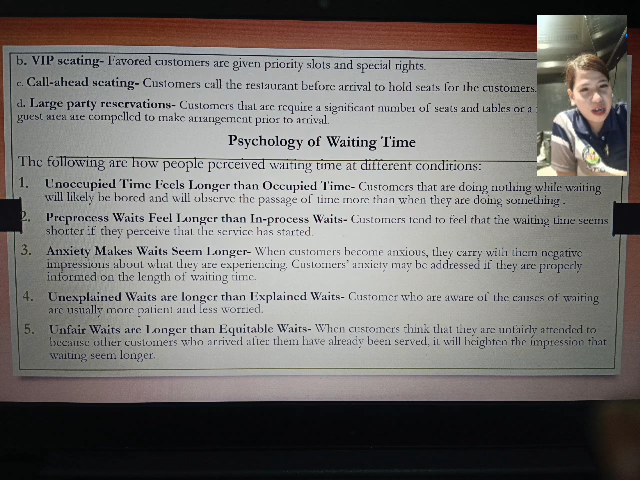 b. VIP seating- Favored customers are given priority slots and special rights.
c. Call-ahead seating- Customers call the restaurant before arrival to hold seats for the customers.
d. Large party reservations- Customers that are require a significant number of seats and tables or a
guest area are compelled to make arrangement prior to arrival.
Psychology of Waiting Time
The following are how people perceived waiting time at different conditions:
1. Unoccupied Time Feels Longer than Occupied Time- Customers that are doing nothing while waiting
will likely be bored and will observe the passage of time more than when they are doing something .
2. Preprocess Waits Feel Longer than In-process Waits- Customers tend to feel that the waiting time seems
shorter if they perceive that the service has started.
3. Anxiety Makes Waits Seem Longer- When customers become anxious, they carry with them negative
impressions about what they are experiencing. Customers' anxiety may be addressed if they are properly
informed on the length of waiting time.
4. Unexplained Waits are longer than Explained Waits- Customer who are aware of the causes of waiting
are usually more patient and less worried.
5. Unfair Waits are Longer than Equitable Waits- When customers think that they are unfairly attended to
because other customers who arrived after them have already been served, it will heighten the impression that
waiting seem longer.